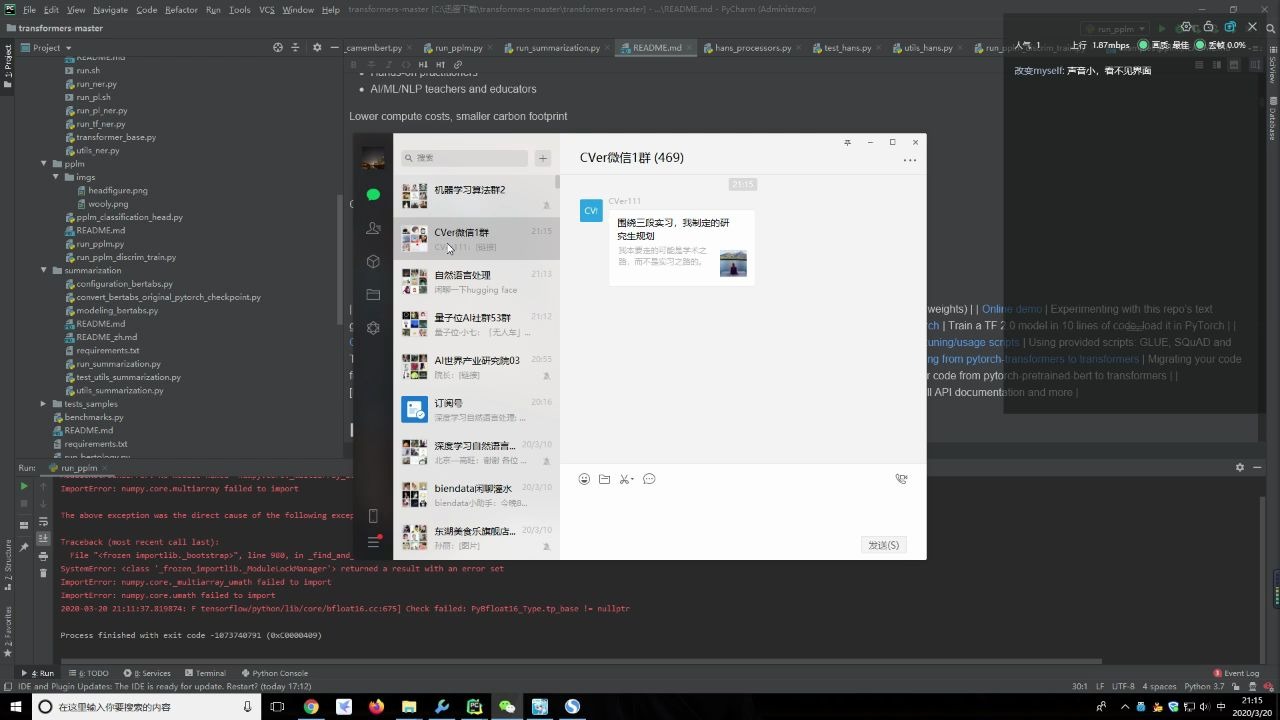 File Edit View Navigate Code Refactor Run Tools VCS Window Help transformers-master [C:\迅雷下载\transformers-master\transformers-master] - ...\README.md - PyCharm (Administrator)
transformers-master
run_pplm
人气: 1 上行 1.87mbps 丢帧 0.0%
Project
_camembert.py
run_pplm.py
run_summarization.py
README.md
hans_processors.py
test_hans.py
utils_hans.py
改变myself: 声音小，看不见界面
README.md
run.sh
run_ner.py
run_pl.sh
run_pl_ner.py
run_tf_ner.py
transformer_base.py
utils_ner.py
pplm
imgs
headfigure.png
wooly.png
pplm_classification_head.py
README.md
run_pplm.py
run_pplm_discrim_train.py
summarization
configuration_bertabs.py
convert_bertabs_original_pytorch_checkpoint.py
modeling_bertabs.py
README.md
README_zh.md
requirements.txt
run_summarization.py
test_utils_summarization.py
utils_summarization.py
tests_samples
benchmarks.py
README.md
requirements.txt
run_bertology.py
1: Project
SciView
Database
Hands-on practitioners
AI/ML/NLP teachers and educators
Lower compute costs, smaller carbon footprint
搜索
机器学习算法群2
CVer微信1群 21:15
CVer111: [链接]
自然语言处理 21:13
闲聊一下hugging face
量子位AI社群53群 21:12
量子位-小七: 「无人车」...
AI世界产业研究院03 20:55
院长: [链接]
订阅号 20:16
深度学习自然语言处理: ...
深度学习自然语言... 20/3/10
北京—高旺: 谢谢 各位 ...
biendata闲聊灌水 20/3/10
biendata小助手: 今晚8...
东湖美食乐旗舰店... 20/3/10
孙丽: [图片]
CVer微信1群 (469)
21:15
CVer111
CV!
围绕三段实习，我制定的研
究生规划
我本要走的可能是学术之
路，而不是实习之路的。
发送(S)
weights) | | Online demo | Experimenting with this repo's text
rch | Train a TF 2.0 model in 10 lines of code, load it in PyTorch | |
tuning/usage scripts | Using provided scripts: GLUE, SQuAD and
ng from pytorch-transformers to transformers | Migrating your code
r code from pytorch-pretrained-bert to transformers | |
ll API documentation and more |
Run: run_pplm
ImportError: numpy.core.multiarray failed to import
The above exception was the direct cause of the following excep
Traceback (most recent call last):
File "<frozen importlib._bootstrap>", line 980, in _find_and_
SystemError: <class '_frozen_importlib._ModuleLockManager'> returned a result with an error set
ImportError: numpy.core._multiarray_umath failed to import
ImportError: numpy.core.umath failed to import
2020-03-20 21:11:37.819874: F tensorflow/python/lib/core/bfloat16.cc:675] Check failed: PyBfloat16_Type.tp_base != nullptr
Process finished with exit code -1073740791 (0xC0000409)
Z: Structure
2: Favorites
4: Run 6: TODO 8: Services Terminal Python Console
Event Log
IDE and Plugin Updates: The IDE is ready for update. Restart? (today 17:12)
30:1 LF UTF-8 4 spaces Python 3.7
在这里输入你要搜索的内容
中
21:15
2020/3/20